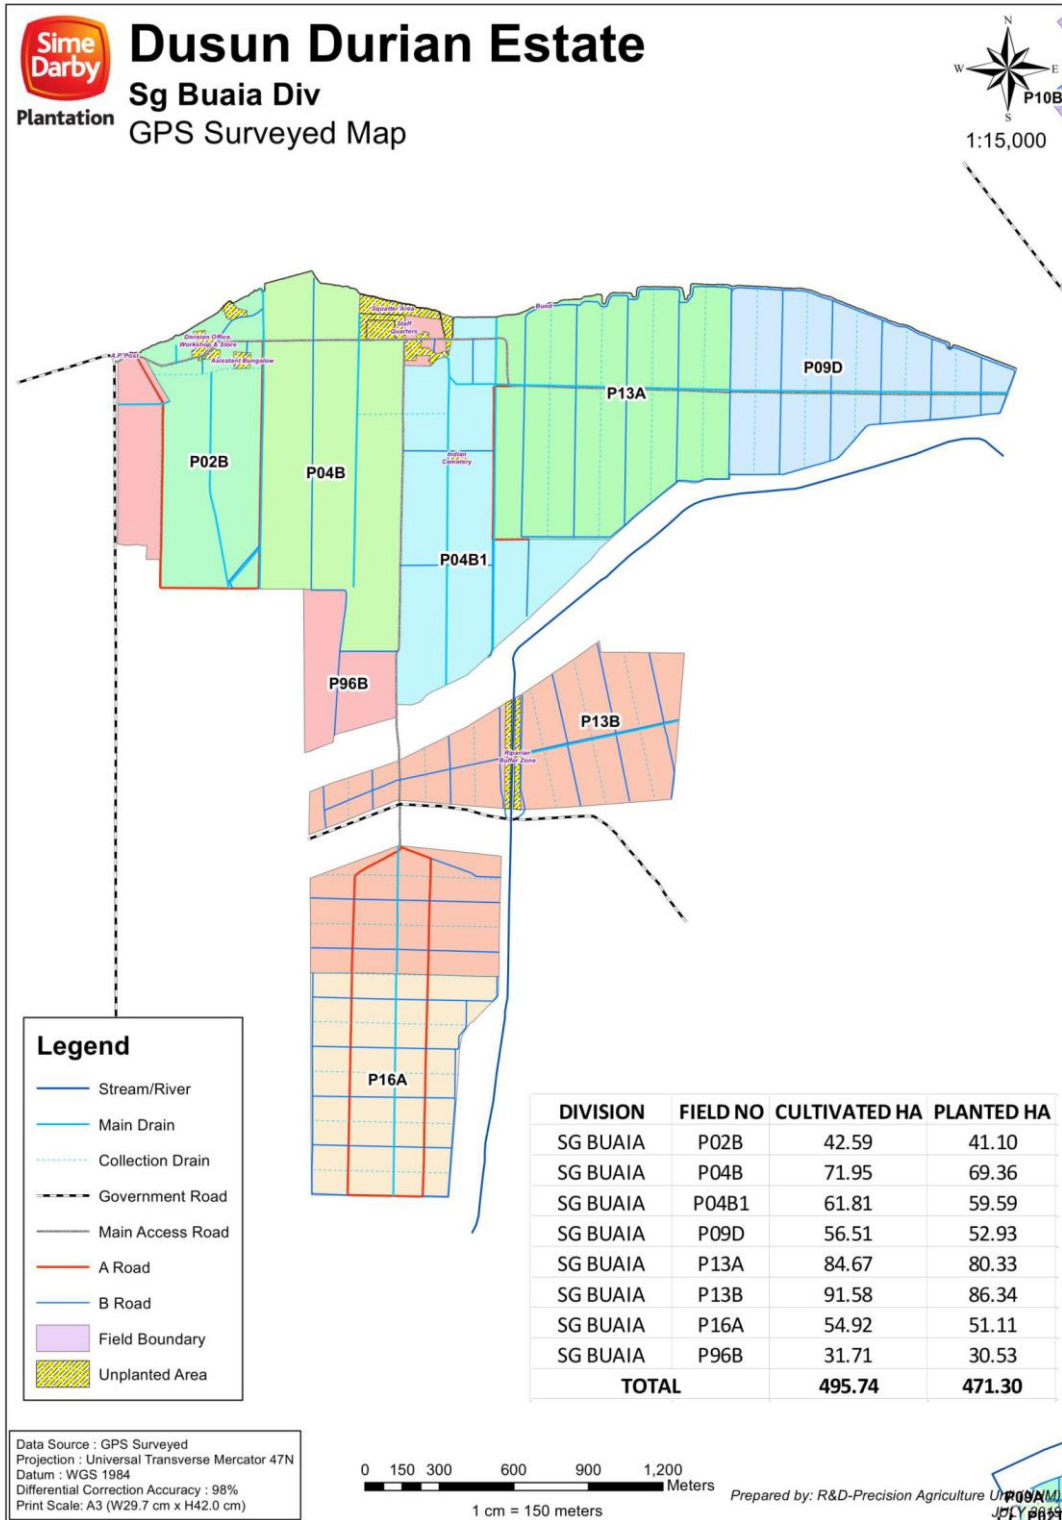 Sime
Darby
Plantation
Dusun Durian Estate
Sg Buaia Div
GPS Surveyed Map
N
W
E
S
P10B
1:15,000
Squatter Area
Staff
Quarters
Bund
Division Office
Workshop & Store
A.P Post
Assistant Bungalow
P09D
P13A
P02B
P04B
Indian
Cemetery
P04B1
P96B
P13B
Riparian
Buffer Zone
P16A
Legend
Stream/River
Main Drain
Collection Drain
Government Road
Main Access Road
A Road
B Road
Field Boundary
Unplanted Area
DIVISION FIELD NO CULTIVATED HA PLANTED HA
SG BUAIA P02B 42.59 41.10
SG BUAIA P04B 71.95 69.36
SG BUAIA P04B1 61.81 59.59
SG BUAIA P09D 56.51 52.93
SG BUAIA P13A 84.67 80.33
SG BUAIA P13B 91.58 86.34
SG BUAIA P16A 54.92 51.11
SG BUAIA P96B 31.71 30.53
TOTAL 495.74 471.30
Data Source : GPS Surveyed
Projection : Universal Transverse Mercator 47N
Datum : WGS 1984
Differential Correction Accuracy : 98%
Print Scale: A3 (W29.7 cm x H42.0 cm)
0 150 300 600 900 1,200
Meters
1 cm = 150 meters
Prepared by: R&D-Precision Agriculture
P09A
JULY